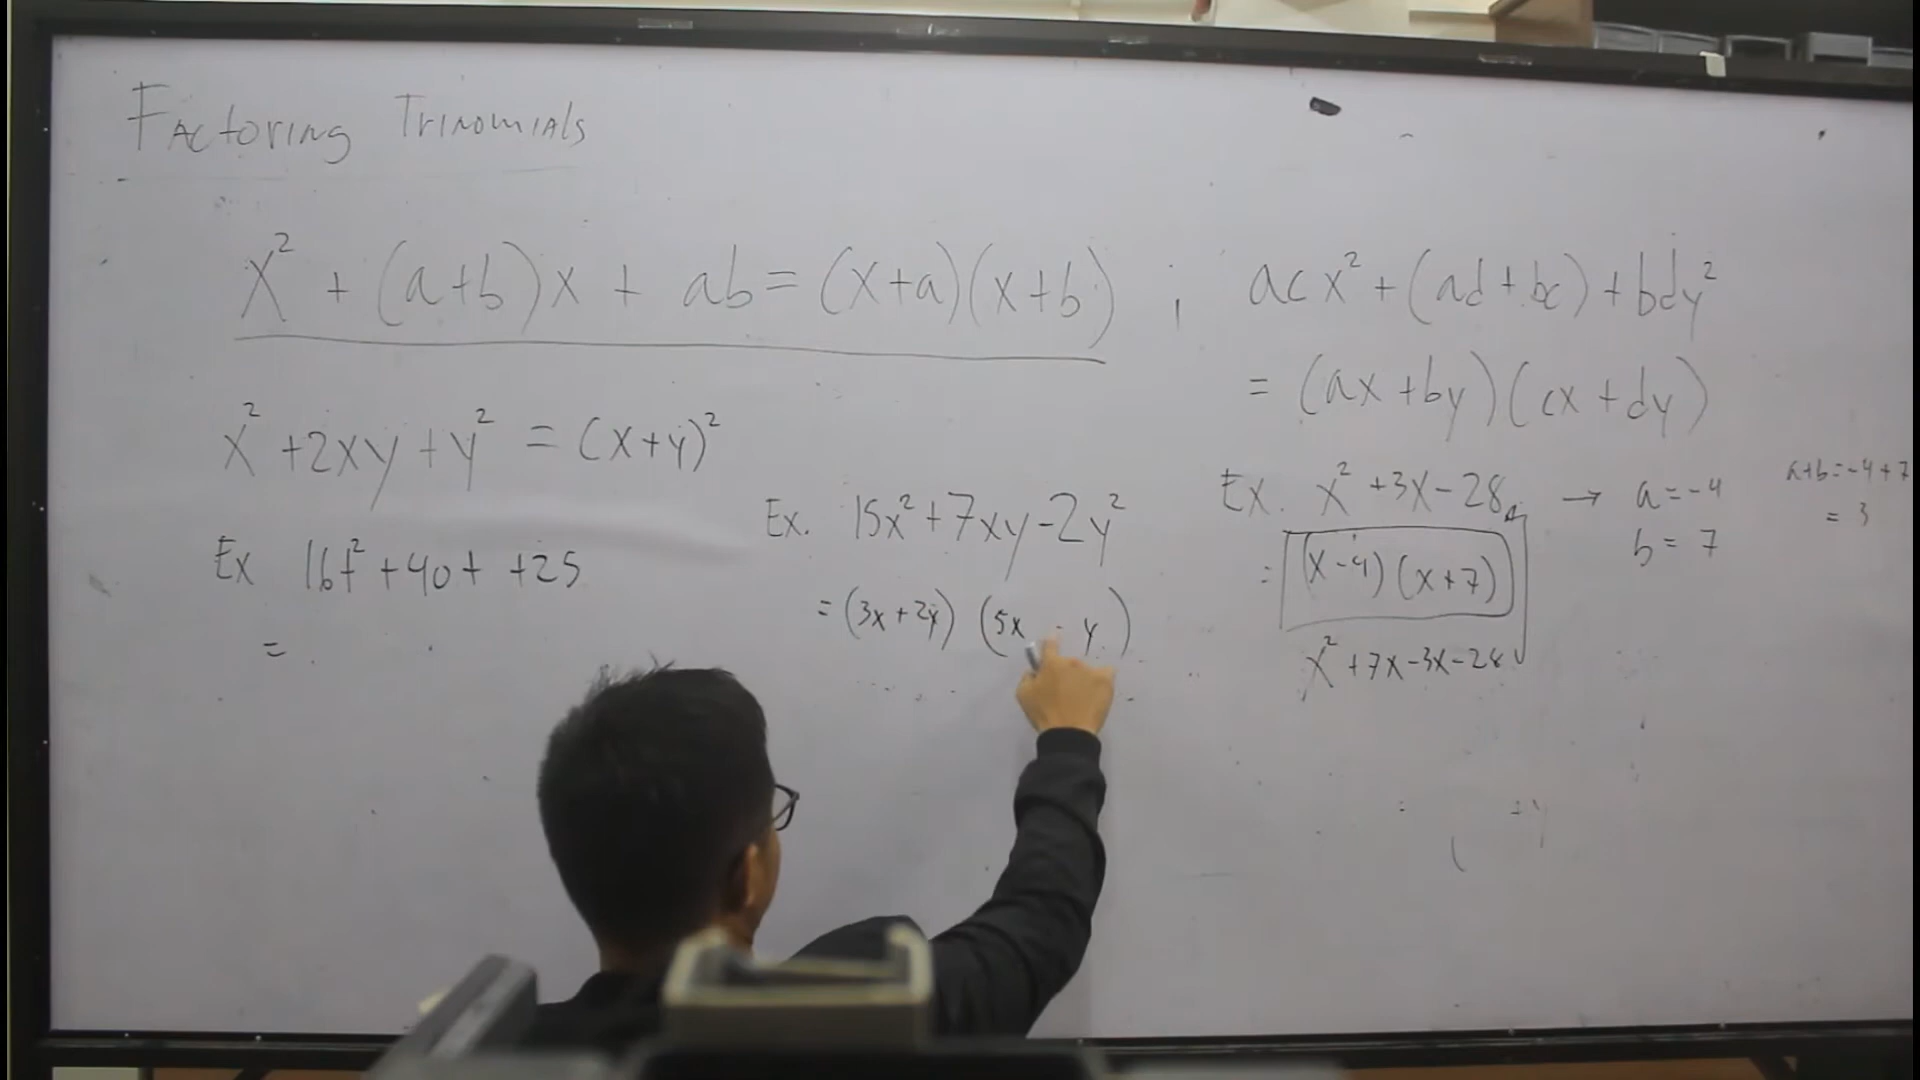 Factoring Trinomials
x² + (a+b)x + ab = (x+a)(x+b) ; acx² + (ad+bc) + bdy²
= (ax+by)(cx+dy)
x² + 2xy + y² = (x+y)²
Ex 16t² + 40t + 25
=
Ex. 15x² + 7xy - 2y²
= (3x + 2y) (5x - y)
Ex. x² + 3x - 28 → a = -4
b = 7
a+b = -4 + 7
= 3
= (x-4)(x+7)
x² + 7x - 3x - 28